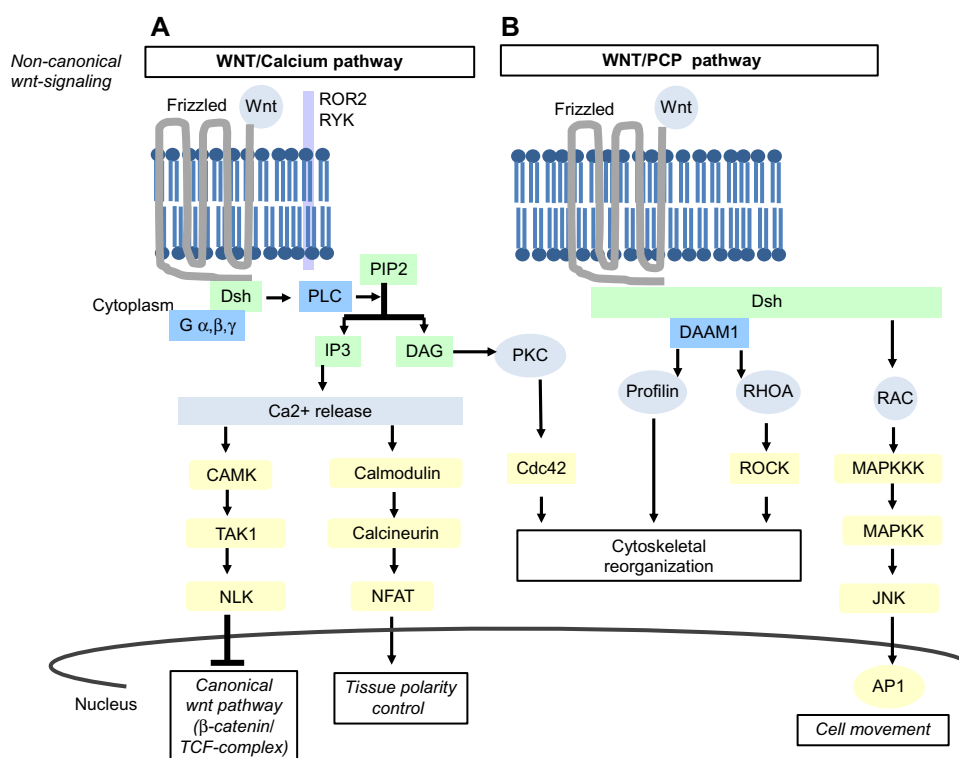 A
B
Non-canonical
wnt-signaling
WNT/Calcium pathway
WNT/PCP pathway
Frizzled
Wnt
ROR2
RYK
Frizzled
Wnt
PIP2
Cytoplasm
Dsh
PLC
G α,β,γ
IP3
DAG
PKC
Dsh
DAAM1
Profilin
RHOA
RAC
Ca2+ release
CAMK
Calmodulin
Cdc42
ROCK
MAPKKK
TAK1
Calcineurin
Cytoskeletal
reorganization
MAPKK
NLK
NFAT
JNK
Nucleus
Canonical
wnt pathway
(β-catenin/
TCF-complex)
Tissue polarity
control
AP1
Cell movement